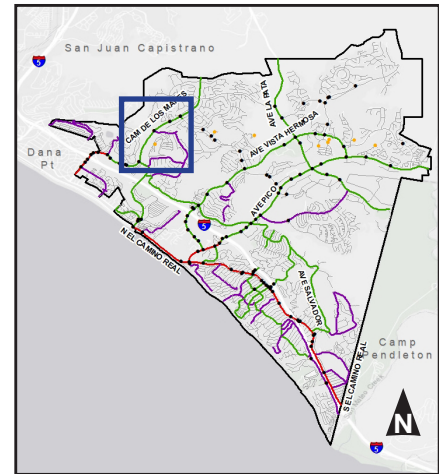 San Juan Capistrano
5
CAM DE LOS MARES
AVE LA PATA
AVE VISTA HERMOSA
Dana
Pt
AVE PICO
5
N EL CAMINO REAL
AVE SALVADOR
Camp
Pendleton
S EL CAMINO REAL
N
5